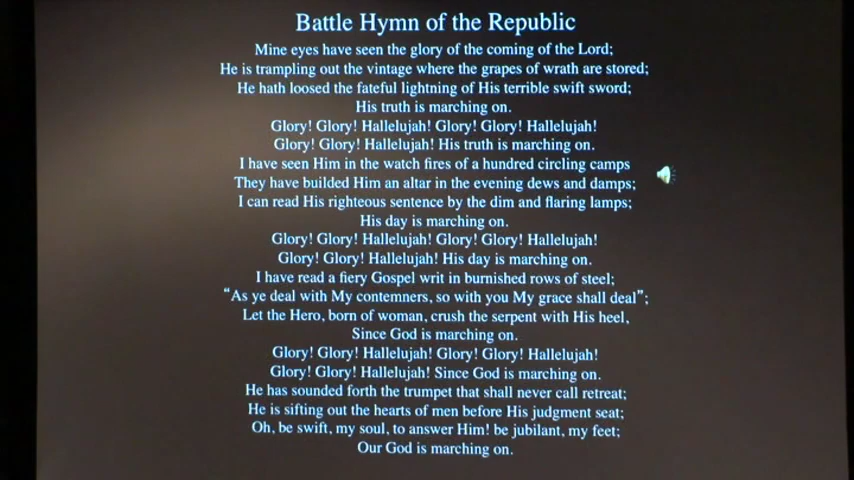 Battle Hymn of the Republic
Mine eyes have seen the glory of the coming of the Lord;
He is trampling out the vintage where the grapes of wrath are stored;
He hath loosed the fateful lightning of His terrible swift sword;
His truth is marching on.
Glory! Glory! Hallelujah! Glory! Glory! Hallelujah!
Glory! Glory! Hallelujah! His truth is marching on.
I have seen Him in the watch fires of a hundred circling camps
They have builded Him an altar in the evening dews and damps;
I can read His righteous sentence by the dim and flaring lamps;
His day is marching on.
Glory! Glory! Hallelujah! Glory! Glory! Hallelujah!
Glory! Glory! Hallelujah! His day is marching on.
I have read a fiery Gospel writ in burnished rows of steel;
“As ye deal with My contemners, so with you My grace shall deal”;
Let the Hero, born of woman, crush the serpent with His heel,
Since God is marching on.
Glory! Glory! Hallelujah! Glory! Glory! Hallelujah!
Glory! Glory! Hallelujah! Since God is marching on.
He has sounded forth the trumpet that shall never call retreat;
He is sifting out the hearts of men before His judgment seat;
Oh, be swift, my soul, to answer Him! be jubilant, my feet;
Our God is marching on.